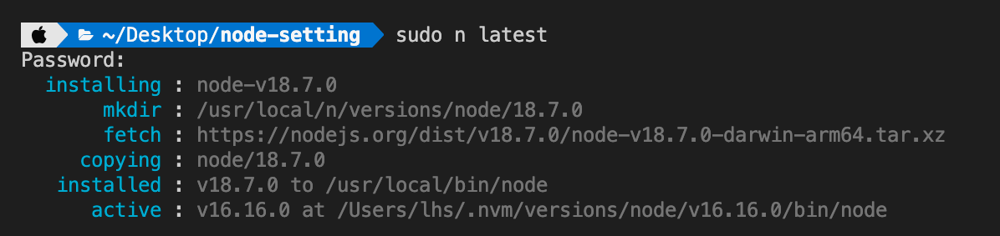 ~/Desktop/node-setting sudo n latest
Password:
installing : node-v18.7.0
mkdir : /usr/local/n/versions/node/18.7.0
fetch : https://nodejs.org/dist/v18.7.0/node-v18.7.0-darwin-arm64.tar.xz
copying : node/18.7.0
installed : v18.7.0 to /usr/local/bin/node
active : v16.16.0 at /Users/lhs/.nvm/versions/node/v16.16.0/bin/node